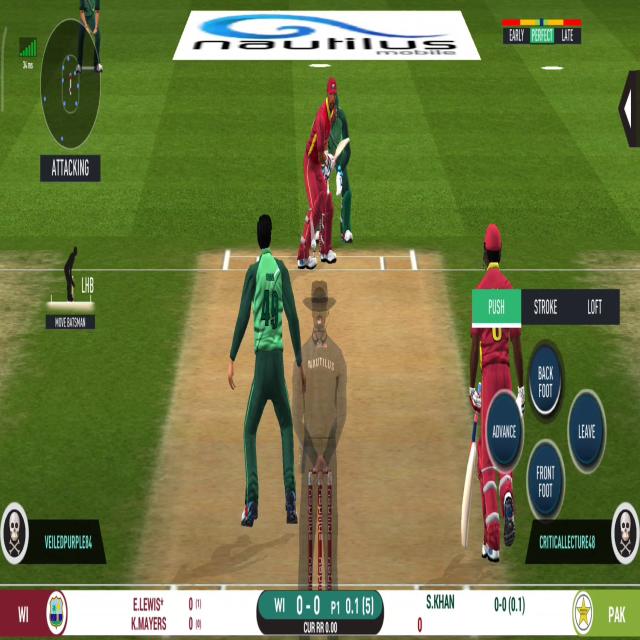 nautilus
mobile
EARLY PERFECT LATE
34 ms
ATTACKING
LHB
MOVE BATSMAN
49
NAUTILUS
PUSH STROKE LOFT
BACK
FOOT
ADVANCE
LEAVE
FRONT
FOOT
VEILEDPURPLE84
CRITICALLECTURE48
WI
E.LEWIS* 0 (1)
K.MAYERS 0 (0)
WI 0-0 P1 0.1 (5)
CUR RR 0.00
S.KHAN 0-0 (0.1)
0
PAK